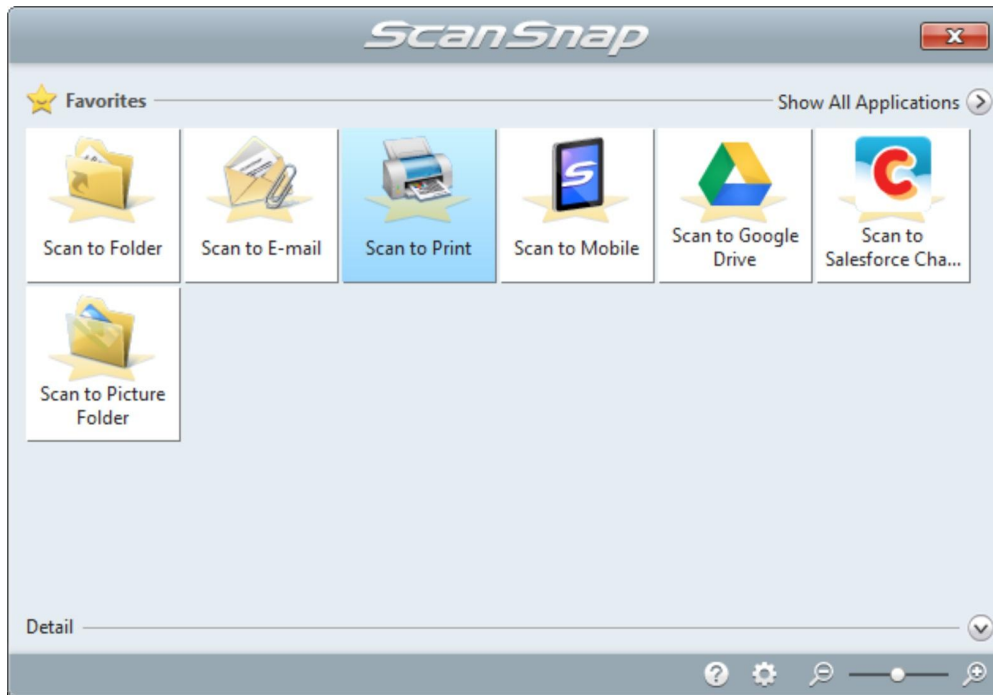 ScanSnap
Favorites
Show All Applications
Scan to Folder
Scan to E-mail
Scan to Print
Scan to Mobile
Scan to Google
Drive
Scan to
Salesforce Cha...
Scan to Picture
Folder
Detail